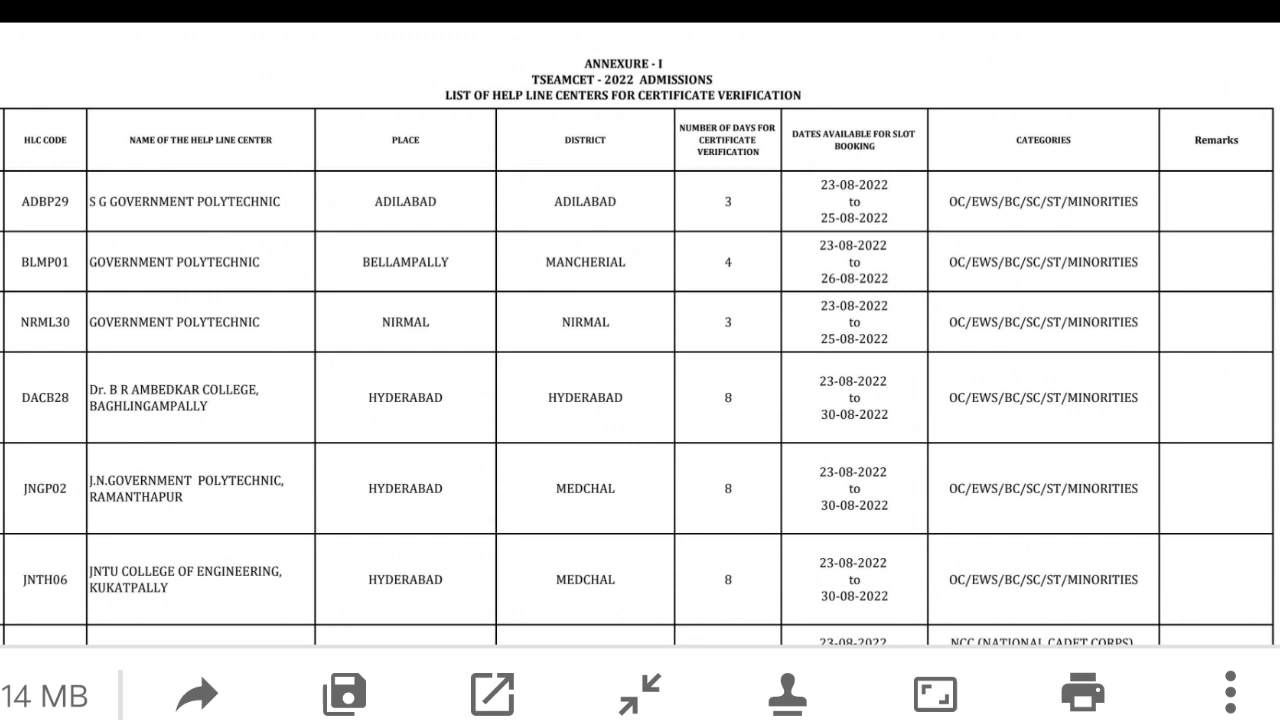 ANNEXURE - I
TSEAMCET - 2022 ADMISSIONS
LIST OF HELP LINE CENTERS FOR CERTIFICATE VERIFICATION
HLC CODE
NAME OF THE HELP LINE CENTER
PLACE
DISTRICT
NUMBER OF DAYS FOR
CERTIFICATE
VERIFICATION
DATES AVAILABLE FOR SLOT
BOOKING
CATEGORIES
Remarks
ADBP29
S G GOVERNMENT POLYTECHNIC
ADILABAD
ADILABAD
3
23-08-2022
to
25-08-2022
OC/EWS/BC/SC/ST/MINORITIES
BLMP01
GOVERNMENT POLYTECHNIC
BELLAMPALLY
MANCHERIAL
4
23-08-2022
to
26-08-2022
OC/EWS/BC/SC/ST/MINORITIES
NRML30
GOVERNMENT POLYTECHNIC
NIRMAL
NIRMAL
3
23-08-2022
to
25-08-2022
OC/EWS/BC/SC/ST/MINORITIES
DACB28
Dr. B R AMBEDKAR COLLEGE,
BAGHLINGAMPALLY
HYDERABAD
HYDERABAD
8
23-08-2022
to
30-08-2022
OC/EWS/BC/SC/ST/MINORITIES
JNGP02
J.N.GOVERNMENT POLYTECHNIC,
RAMANTHAPUR
HYDERABAD
MEDCHAL
8
23-08-2022
to
30-08-2022
OC/EWS/BC/SC/ST/MINORITIES
JNTH06
JNTU COLLEGE OF ENGINEERING,
KUKATPALLY
HYDERABAD
MEDCHAL
8
23-08-2022
to
30-08-2022
OC/EWS/BC/SC/ST/MINORITIES
23-08-2022
NCC (NATIONAL CADET CORPS)
14 MB